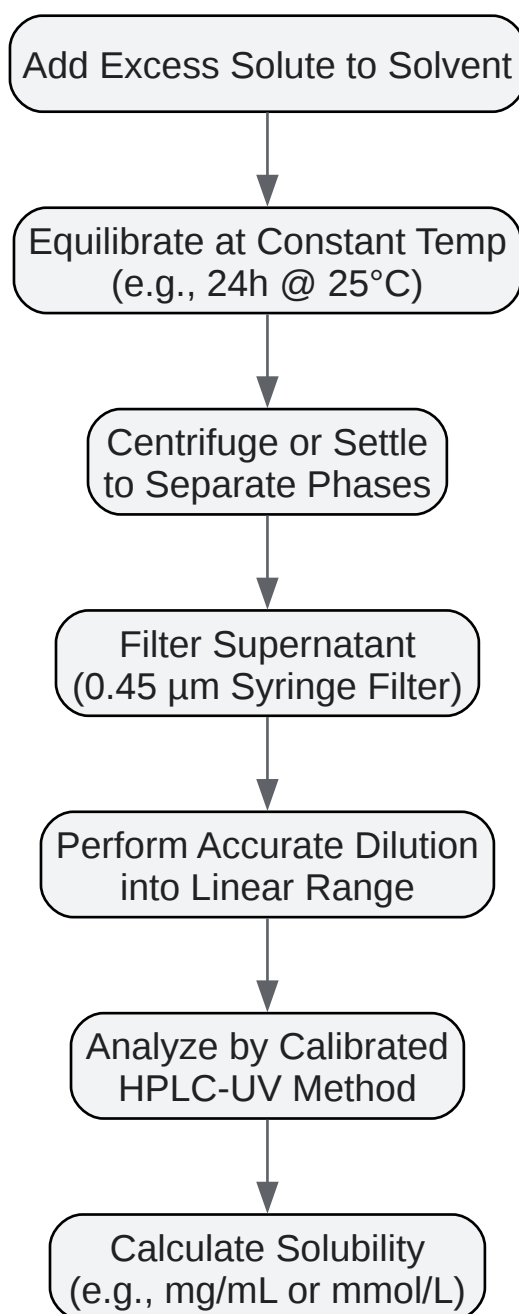 Add Excess Solute to Solvent
Equilibrate at Constant Temp
(e.g., 24h @ 25°C)
Centrifuge or Settle
to Separate Phases
Filter Supernatant
(0.45 µm Syringe Filter)
Perform Accurate Dilution
into Linear Range
Analyze by Calibrated
HPLC-UV Method
Calculate Solubility
(e.g., mg/mL or mmol/L)